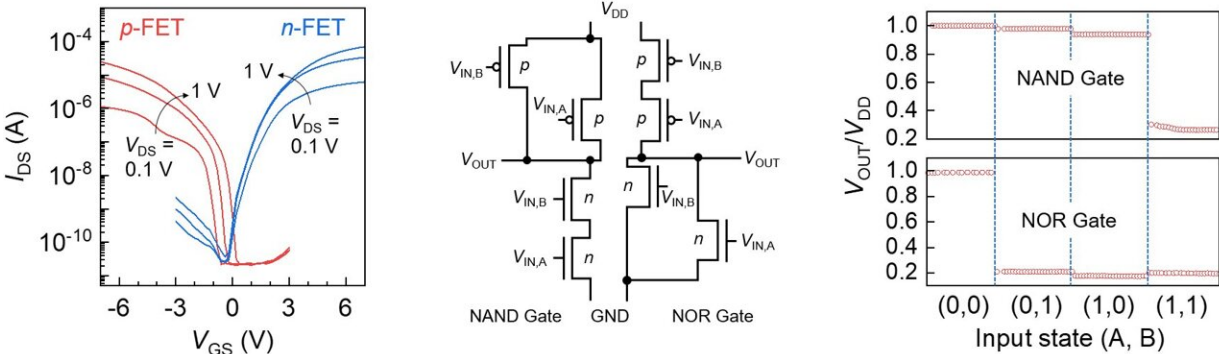 p-FET
n-FET
1 V
1 V
V_DS =
0.1 V
V_DS =
0.1 V
10^-4
10^-6
10^-8
10^-10
I_DS (A)
-6
-3
0
3
6
V_GS (V)
V_DD
V_IN,B
p
V_IN,A
p
p
V_IN,B
p
V_IN,A
V_OUT
V_OUT
V_IN,B
n
V_IN,A
n
n
V_IN,B
n
V_IN,A
NAND Gate
GND
NOR Gate
V_OUT/V_DD
1.0
0.8
0.6
0.4
0.2
NAND Gate
1.0
0.8
0.6
0.4
0.2
NOR Gate
(0,0)
(0,1)
(1,0)
(1,1)
Input state (A, B)